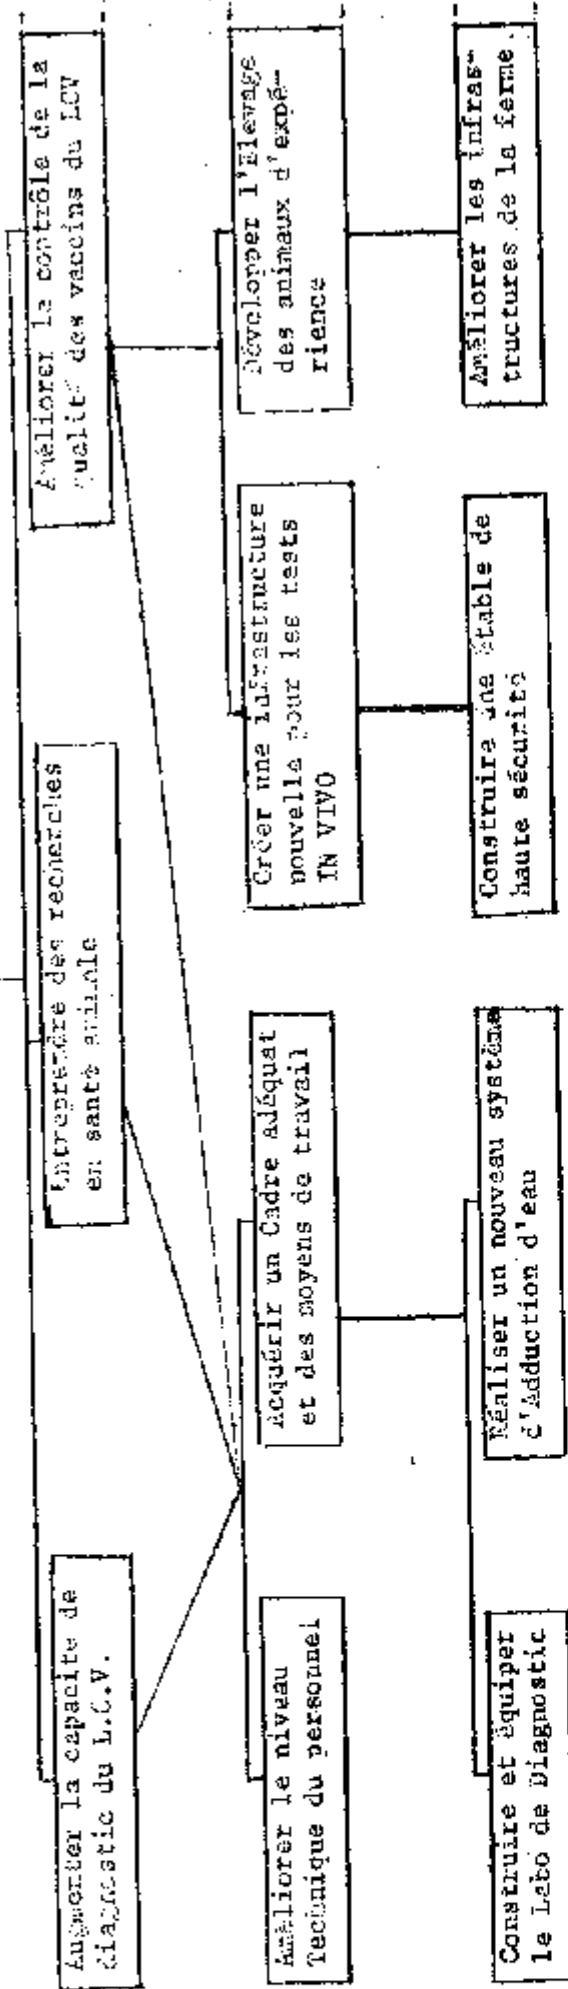 Augmenter la capacité de
diagnostic du L.C.V.
Entreprendre des recherches
en santé animale
Améliorer le contrôle de la
qualité des vaccins du LCV
Améliorer le niveau
Technique du personnel
Acquérir un Cadre adéquat
et des moyens de travail
Créer une infrastructure
nouvelle pour les tests
IN VIVO
Développer l'Elevage
des animaux d'expé-
rience
Construire et équiper
le Labo de Diagnostic
Réaliser un nouveau système
d'Adduction d'eau
Construire une étable de
haute sécurité
Améliorer les infras-
tructures de la ferme.